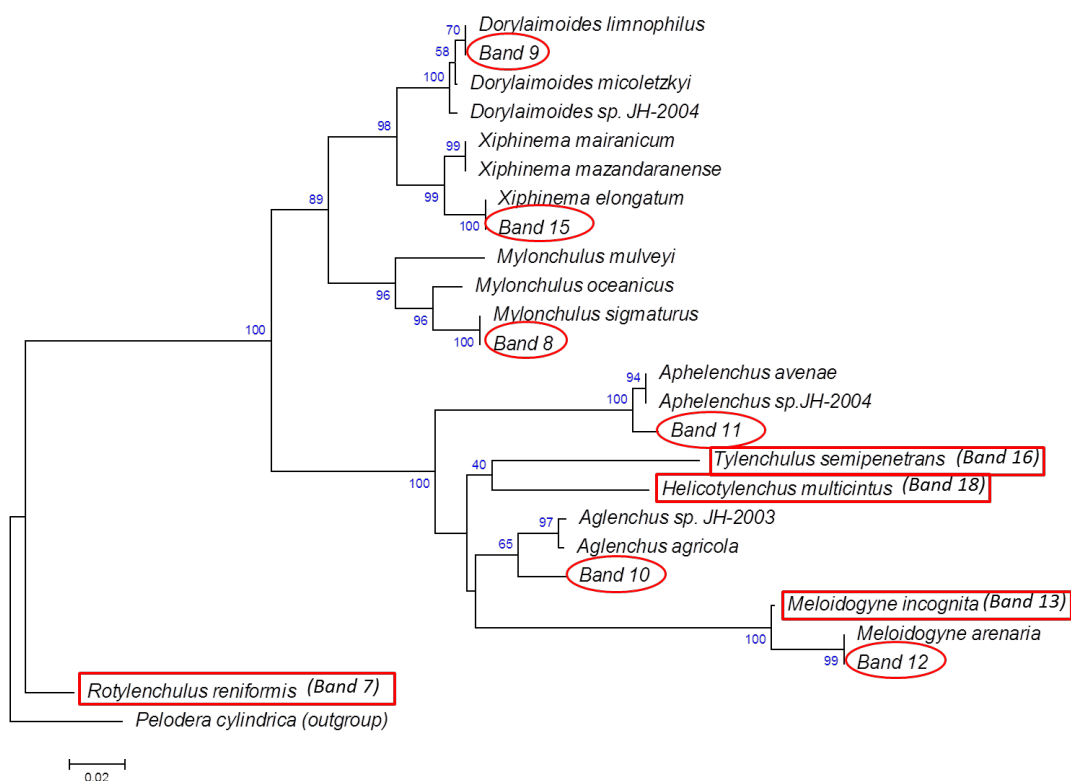 Dorylaimoides limnophilus
70
Band 9
58
100
Dorylaimoides micoletzkyi
Dorylaimoides sp. JH-2004
98
Xiphinema mairanicum
99
Xiphinema mazandaranense
99
Xiphinema elongatum
89
100
Band 15
Mylonchulus mulveyi
96
Mylonchulus oceanicus
Mylonchulus sigmaturus
96
100
Band 8
100
Aphelenchus avenae
94
100
Aphelenchus sp.JH-2004
Band 11
Tylenchulus semipenetrans (Band 16)
40
100
Helicotylenchus multicintus (Band 18)
Aglenchus sp. JH-2003
97
65
Aglenchus agricola
Band 10
Meloidogyne incognita (Band 13)
100
Meloidogyne arenaria
99
Band 12
Rotylenchulus reniformis (Band 7)
Pelodera cylindrica (outgroup)
0.02